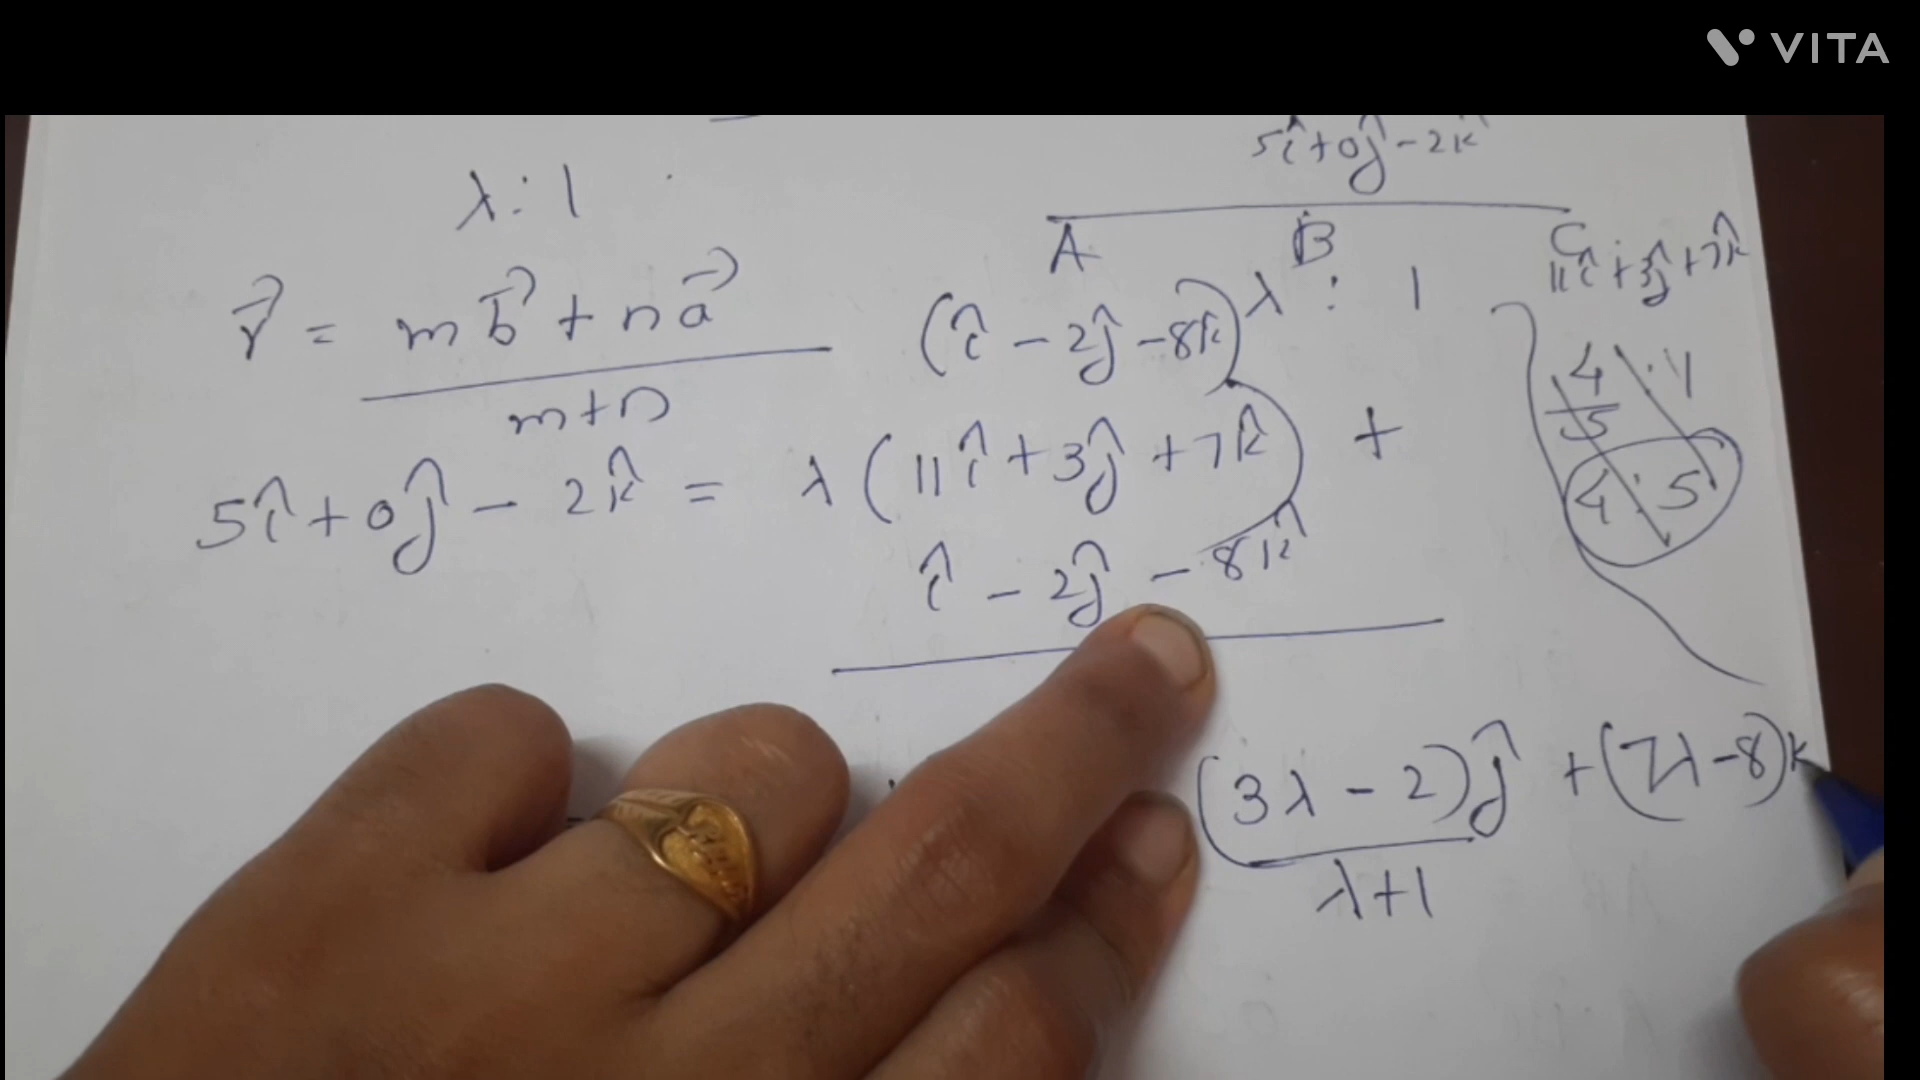 VITA
5î+0ĵ-2k̂
λ:1
A B C
11î+3ĵ+7k̂
r⃗ = mb⃗+na⃗
m+n
(î-2ĵ-8k̂) λ : 1
4 : 1
5
4:5
5î+0ĵ-2k̂ = λ(11î+3ĵ+7k̂) +
î-2ĵ-8k̂
(3λ-2)ĵ +(7λ-8)k
λ+1